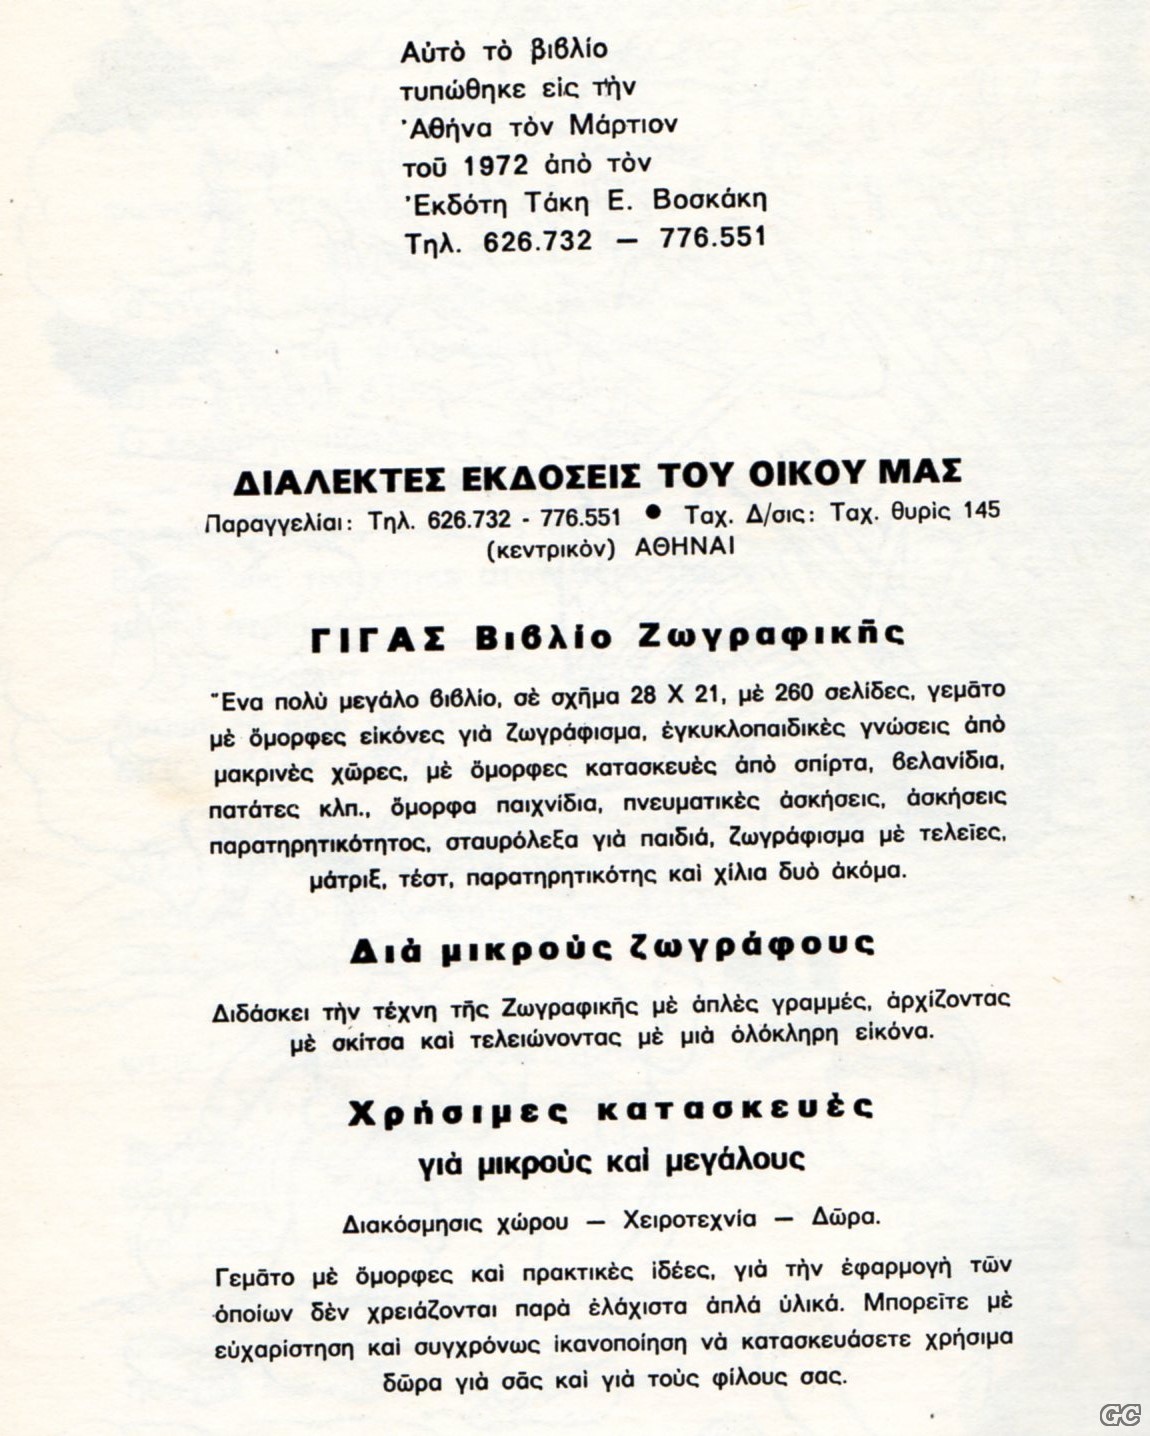 Αὐτὸ τὸ βιβλίο
τυπώθηκε εἰς τὴν
Ἀθήνα τὸν Μάρτιον
τοῦ 1972 ἀπὸ τὸν
Ἐκδότη Τάκη Ε. Βοσκάκη
Τηλ. 626.732 — 776.551
ΔΙΑΛΕΚΤΕΣ ΕΚΔΟΣΕΙΣ ΤΟΥ ΟΙΚΟΥ ΜΑΣ
Παραγγελίαι: Τηλ. 626.732 - 776.551 ● Ταχ. Δ/σις: Ταχ. θυρὶς 145
(κεντρικὸν) ΑΘΗΝΑΙ
ΓΙΓΑΣ Βιβλίο Ζωγραφικῆς
Ἕνα πολὺ μεγάλο βιβλίο, σὲ σχῆμα 28 Χ 21, μὲ 260 σελίδες, γεμᾶτο
μὲ ὄμορφες εἰκόνες γιὰ ζωγράφισμα, ἐγκυκλοπαιδικὲς γνώσεις ἀπὸ
μακρινὲς χῶρες, μὲ ὄμορφες κατασκευὲς ἀπὸ σπίρτα, βελανίδια,
πατάτες κλπ., ὄμορφα παιχνίδια, πνευματικὲς ἀσκήσεις, ἀσκήσεις
παρατηρητικότητος, σταυρόλεξα γιὰ παιδιά, ζωγράφισμα μὲ τελεῖες,
μάτριξ, τέστ, παρατηρητικότης καὶ χίλια δυὸ ἀκόμα.
Διὰ μικροὺς ζωγράφους
Διδάσκει τὴν τέχνη τῆς Ζωγραφικῆς μὲ ἁπλὲς γραμμές, ἀρχίζοντας
μὲ σκίτσα καὶ τελειώνοντας μὲ μιὰ ὁλόκληρη εἰκόνα.
Χρήσιμες κατασκευὲς
γιὰ μικροὺς καὶ μεγάλους
Διακόσμησις χώρου — Χειροτεχνία — Δῶρα.
Γεμᾶτο μὲ ὄμορφες καὶ πρακτικὲς ἰδέες, γιὰ τὴν ἐφαρμογὴ τῶν
ὁποίων δὲν χρειάζονται παρὰ ἐλάχιστα ἁπλά ὑλικά. Μπορεῖτε μὲ
εὐχαρίστηση καὶ συγχρόνως ἱκανοποίηση νὰ κατασκευάσετε χρήσιμα
δῶρα γιὰ σᾶς καὶ γιὰ τοὺς φίλους σας.
GC